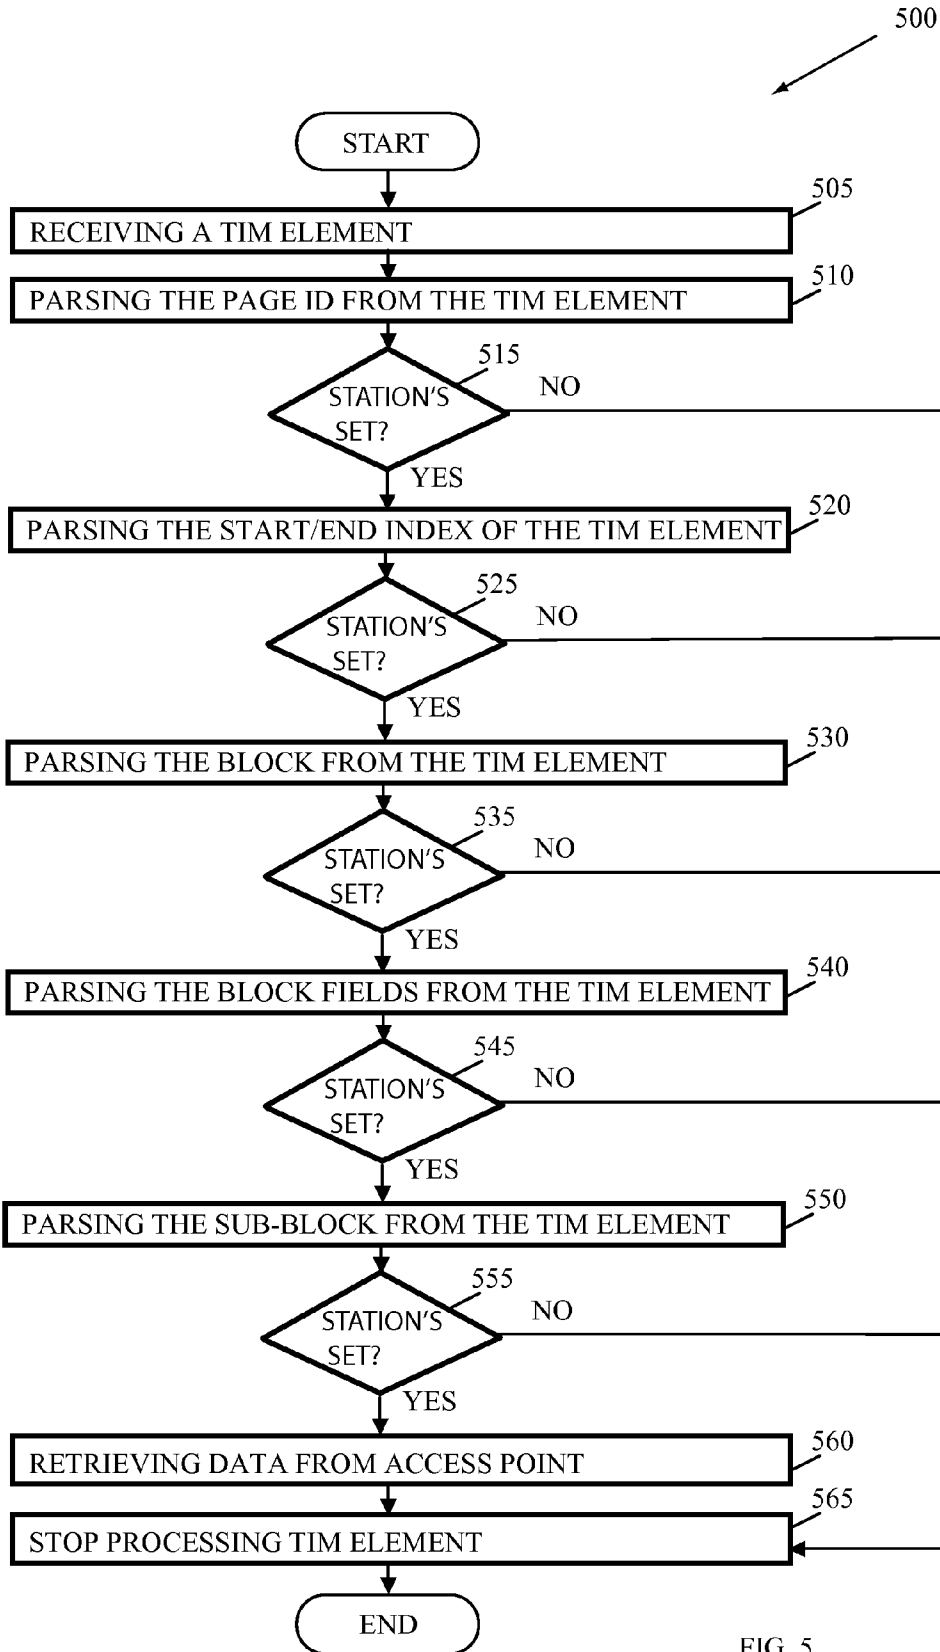 500
START
505
RECEIVING A TIM ELEMENT
510
PARSING THE PAGE ID FROM THE TIM ELEMENT
515
STATION'S
SET?
NO
YES
520
PARSING THE START/END INDEX OF THE TIM ELEMENT
525
STATION'S
SET?
NO
YES
530
PARSING THE BLOCK FROM THE TIM ELEMENT
535
STATION'S
SET?
NO
YES
540
PARSING THE BLOCK FIELDS FROM THE TIM ELEMENT
545
STATION'S
SET?
NO
YES
550
PARSING THE SUB-BLOCK FROM THE TIM ELEMENT
555
STATION'S
SET?
NO
YES
560
RETRIEVING DATA FROM ACCESS POINT
565
STOP PROCESSING TIM ELEMENT
END
FIG. 5